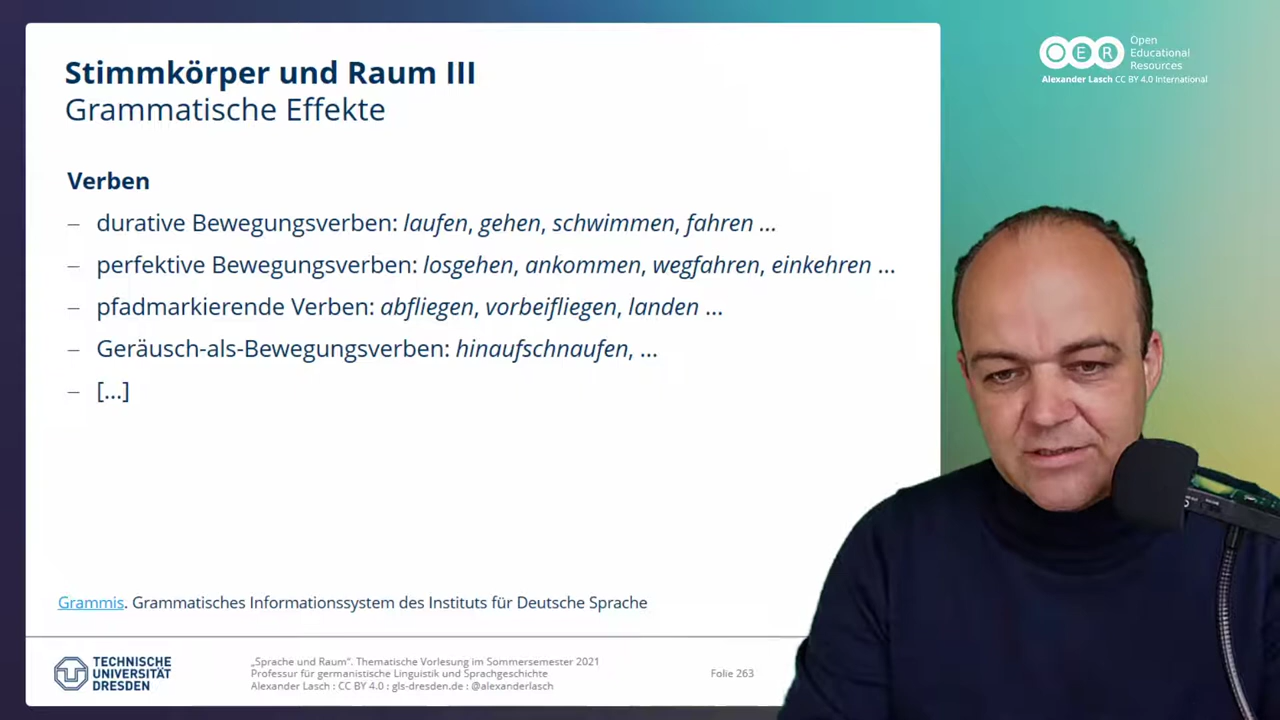 Stimmkörper und Raum III
Grammatische Effekte
Verben
– durative Bewegungsverben: laufen, gehen, schwimmen, fahren ...
– perfektive Bewegungsverben: losgehen, ankommen, wegfahren, einkehren ...
– pfadmarkierende Verben: abfliegen, vorbeifliegen, landen ...
– Geräusch-als-Bewegungsverben: hinaufschnaufen, ...
– [...]
Grammis. Grammatisches Informationssystem des Instituts für Deutsche Sprache
TECHNISCHE
UNIVERSITÄT
DRESDEN
„Sprache und Raum“. Thematische Vorlesung im Sommersemester 2021
Professur für germanistische Linguistik und Sprachgeschichte
Alexander Lasch : CC BY 4.0 : gls-dresden.de : @alexanderlasch
Folie 263
OER
Open
Educational
Resources
Alexander Lasch CC BY 4.0 International